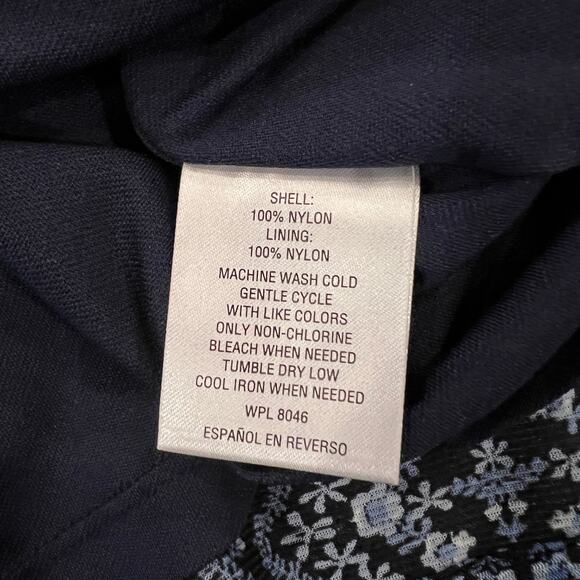 SHELL:
100% NYLON
LINING:
100% NYLON
MACHINE WASH COLD
GENTLE CYCLE
WITH LIKE COLORS
ONLY NON-CHLORINE
BLEACH WHEN NEEDED
TUMBLE DRY LOW
COOL IRON WHEN NEEDED
WPL 8046
ESPAÑOL EN REVERSO